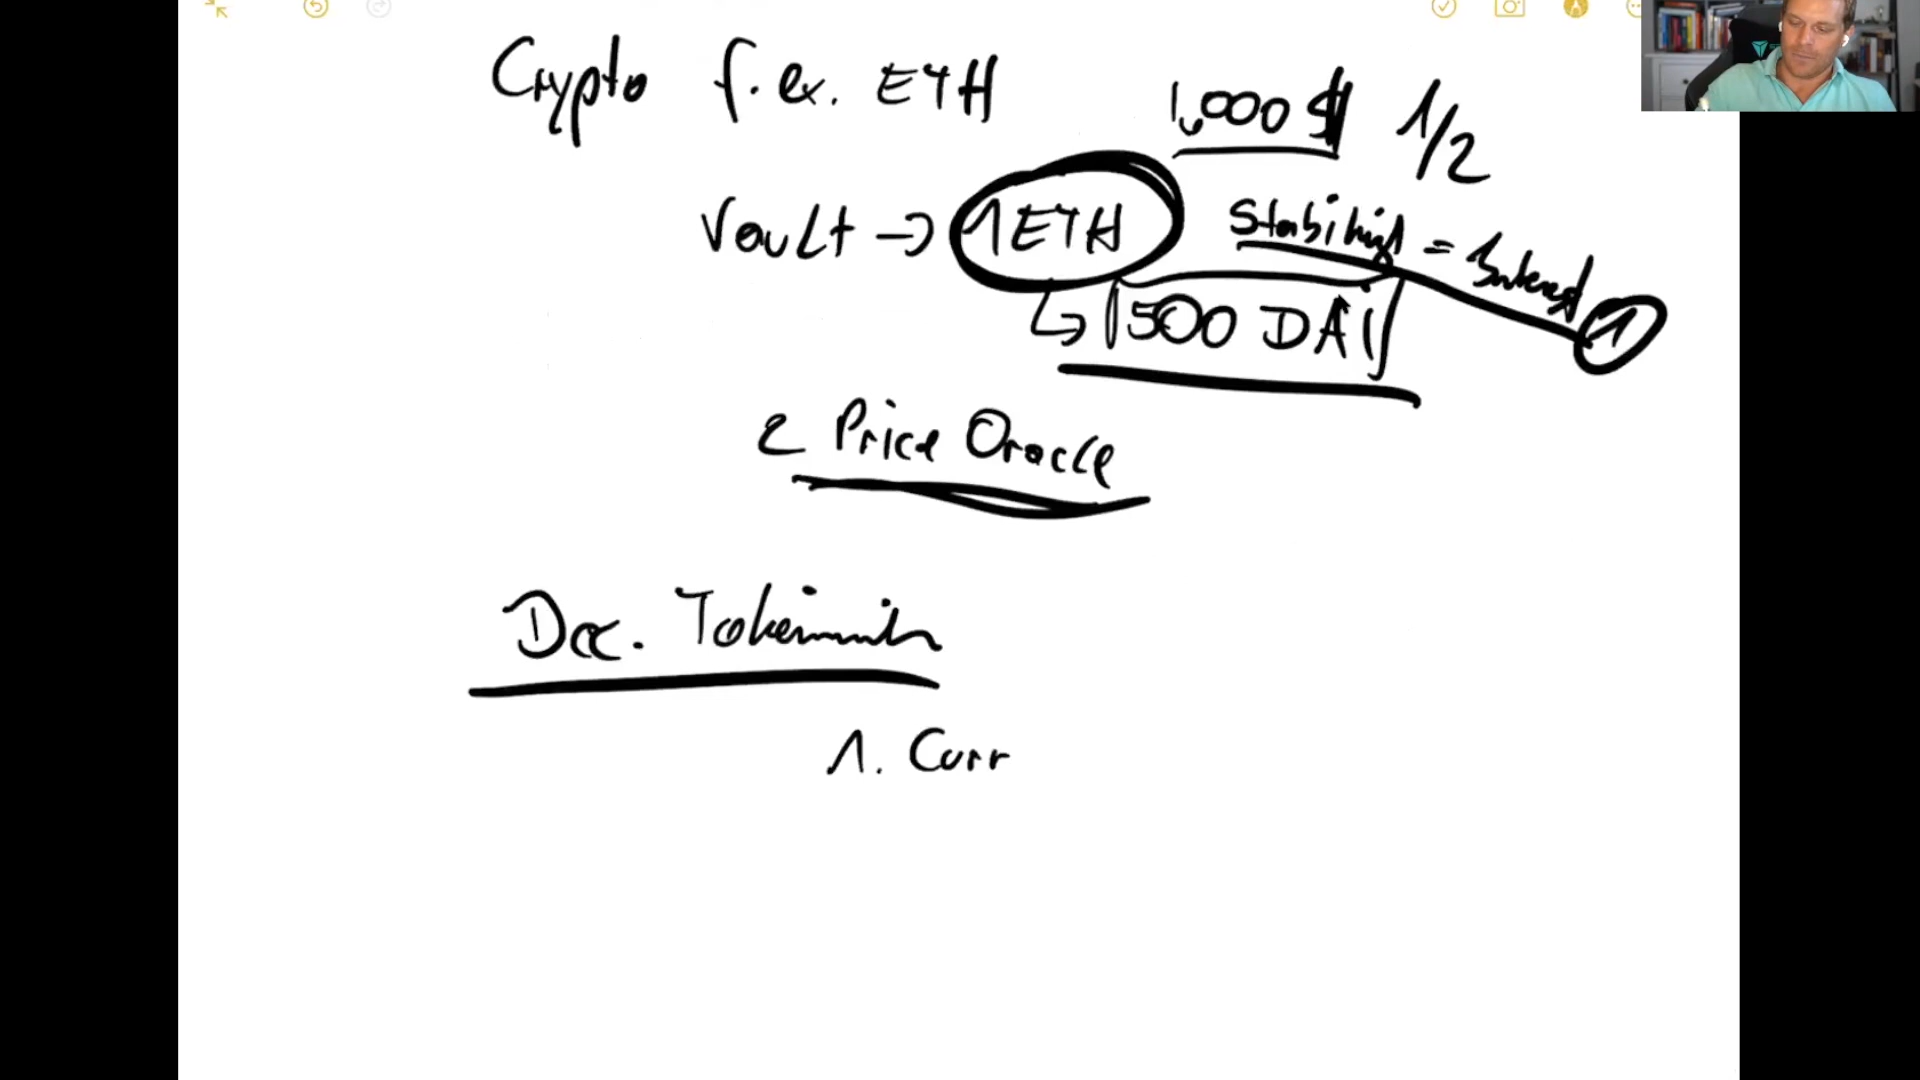 Crypto f. ex. ETH
1,000 $ 1/2
Vault → 1 ETH
Stability = Interest 1
↳ 500 DAI
2 Price Oracle
Dec.
1. Curr